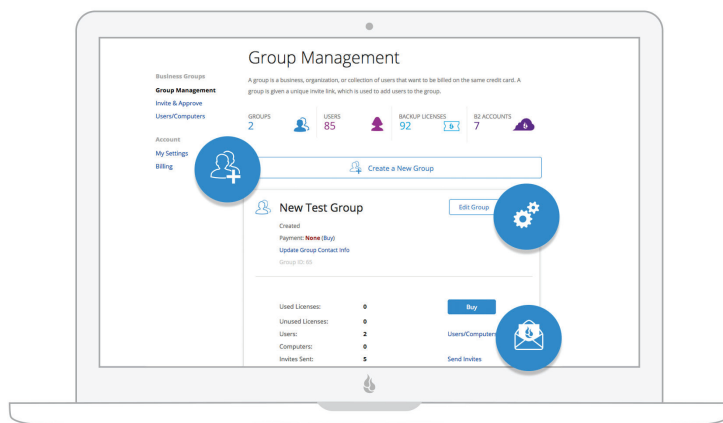 Group Management
Business Groups
Group Management
Invite & Approve
Users/Computers
Account
My Settings
Billing
A group is a business, organization, or collection of users that want to be billed on the same credit card. A
group is given a unique invite link, which is used to add users to the group.
GROUPS
2
USERS
85
BACKUP LICENSES
92
B2 ACCOUNTS
7
Create a New Group
New Test Group
Edit Group
Created
Payment: None (Buy)
Update Group Contact Info
Group ID: 60
Used Licenses: 0 Buy
Unused Licenses: 0
Users: 2 Users/Computers
Computers: 0
Invites Sent: 5 Send Invites